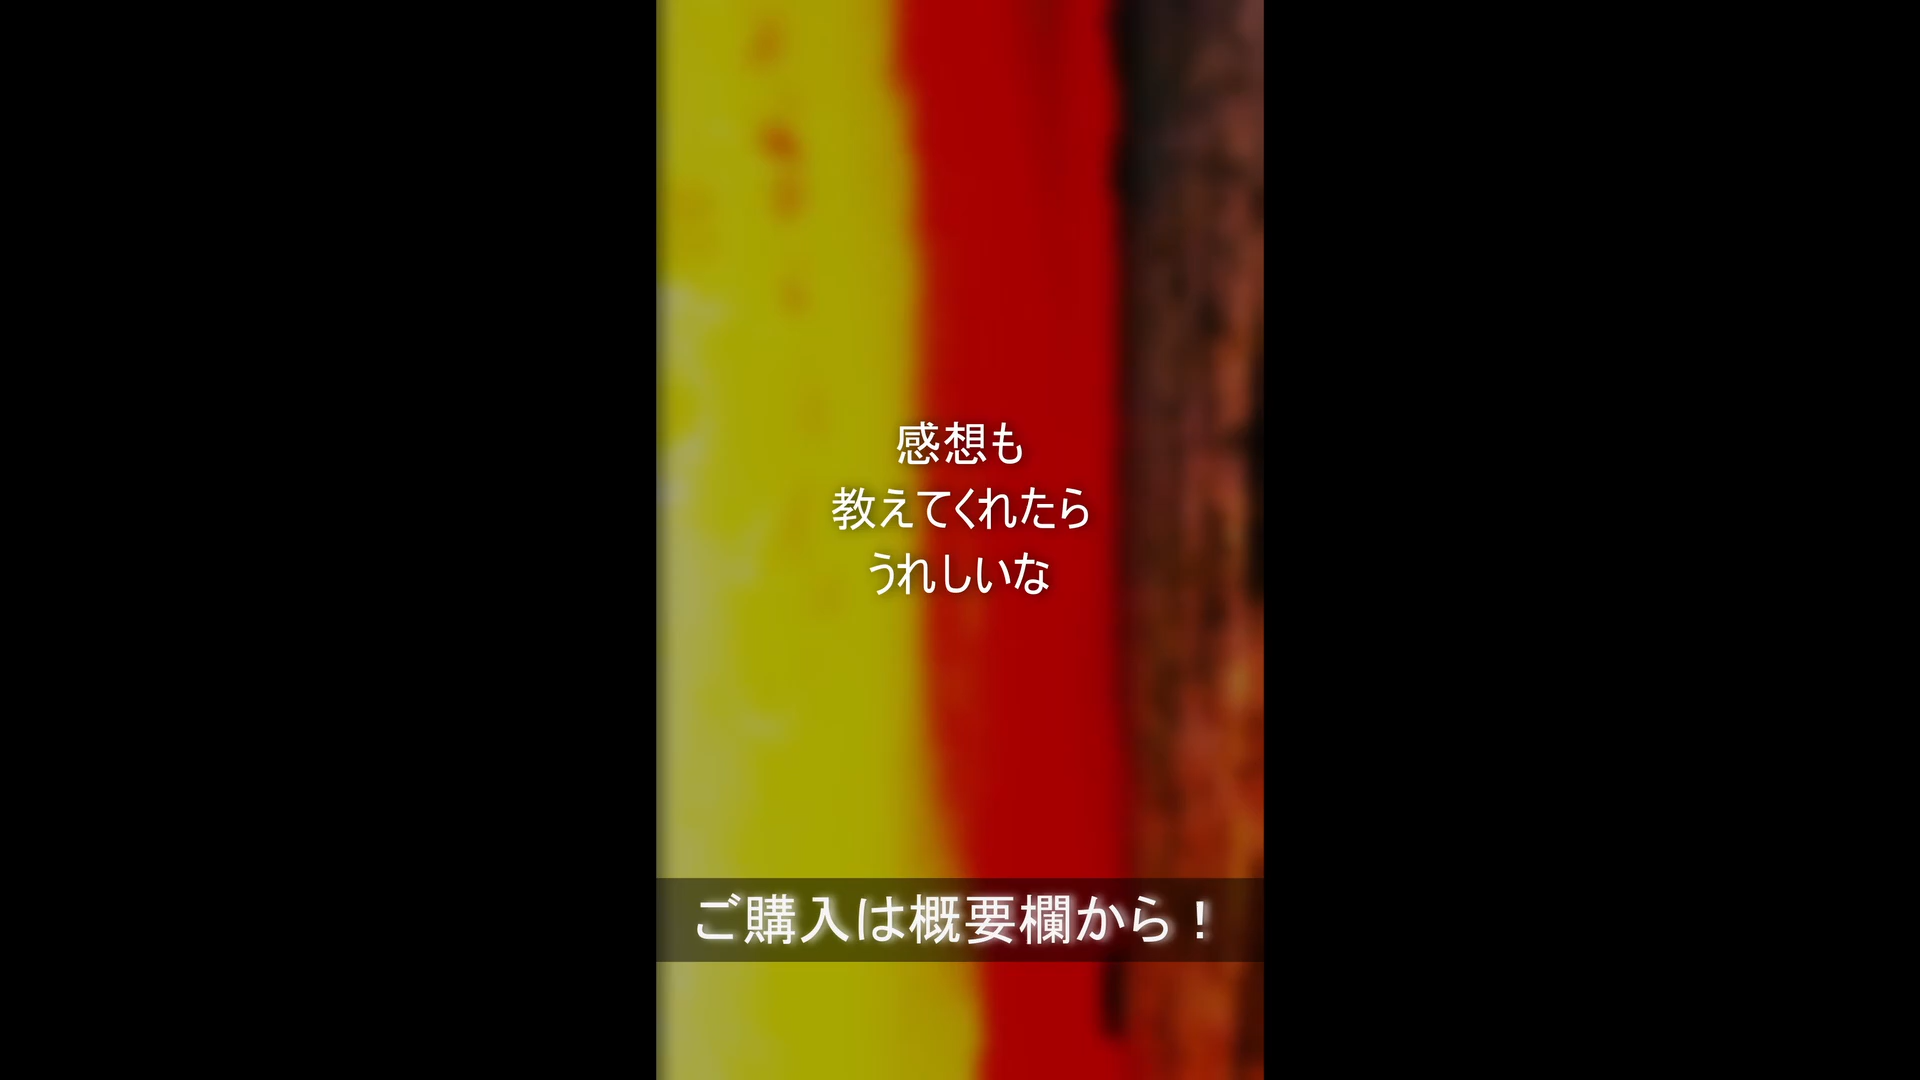 感想も
教えてくれたら
うれしいな
ご購入は概要欄から！